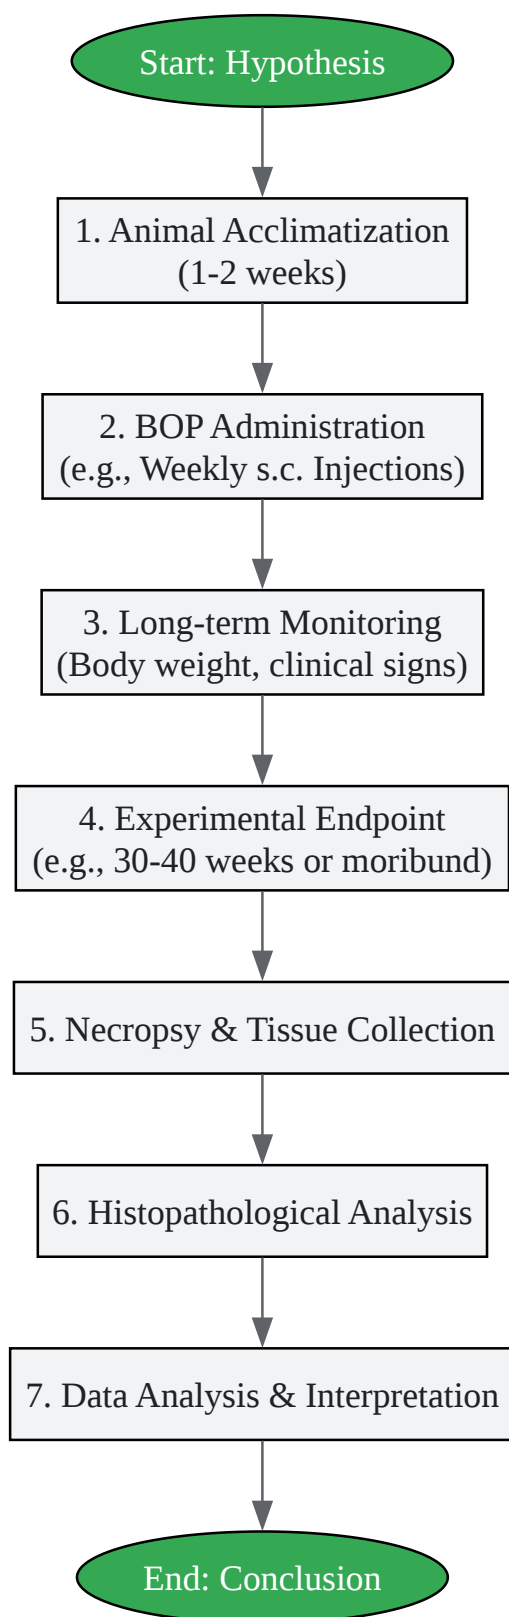 Start: Hypothesis
1. Animal Acclimatization
(1-2 weeks)
2. BOP Administration
(e.g., Weekly s.c. Injections)
3. Long-term Monitoring
(Body weight, clinical signs)
4. Experimental Endpoint
(e.g., 30-40 weeks or moribund)
5. Necropsy & Tissue Collection
6. Histopathological Analysis
7. Data Analysis & Interpretation
End: Conclusion